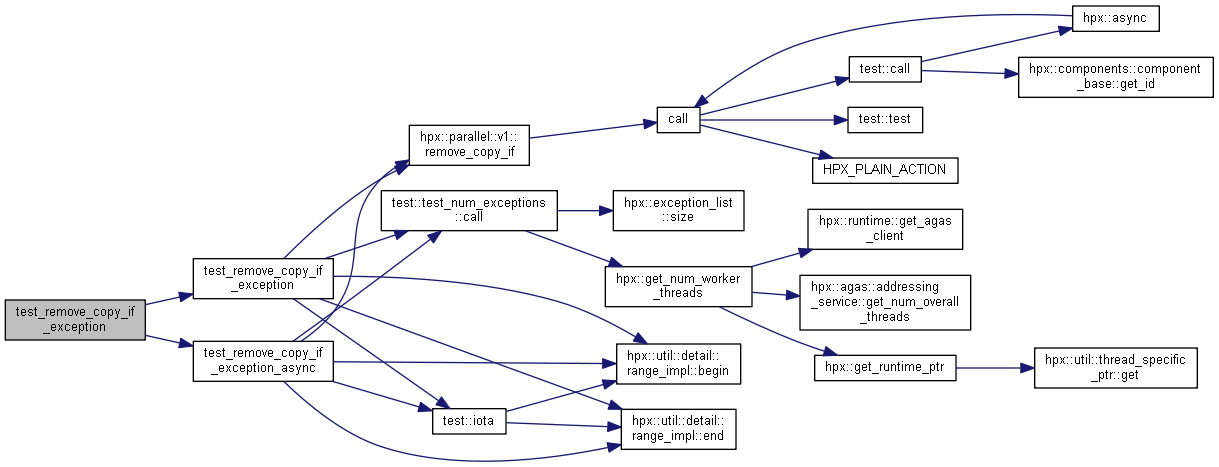 hpx::async
test::call
hpx::components::component
_base::get_id
call
test::test
hpx::parallel::v1::
remove_copy_if
HPX_PLAIN_ACTION
test::test_num_exceptions
::call
hpx::exception_list
::size
hpx::runtime::get_agas
_client
test_remove_copy_if
_exception
hpx::get_num_worker
_threads
hpx::agas::addressing
_service::get_num_overall
_threads
test_remove_copy_if
_exception
test_remove_copy_if
_exception_async
hpx::util::detail::
range_impl::begin
hpx::get_runtime_ptr
hpx::util::thread_specific
_ptr::get
test::iota
hpx::util::detail::
range_impl::end